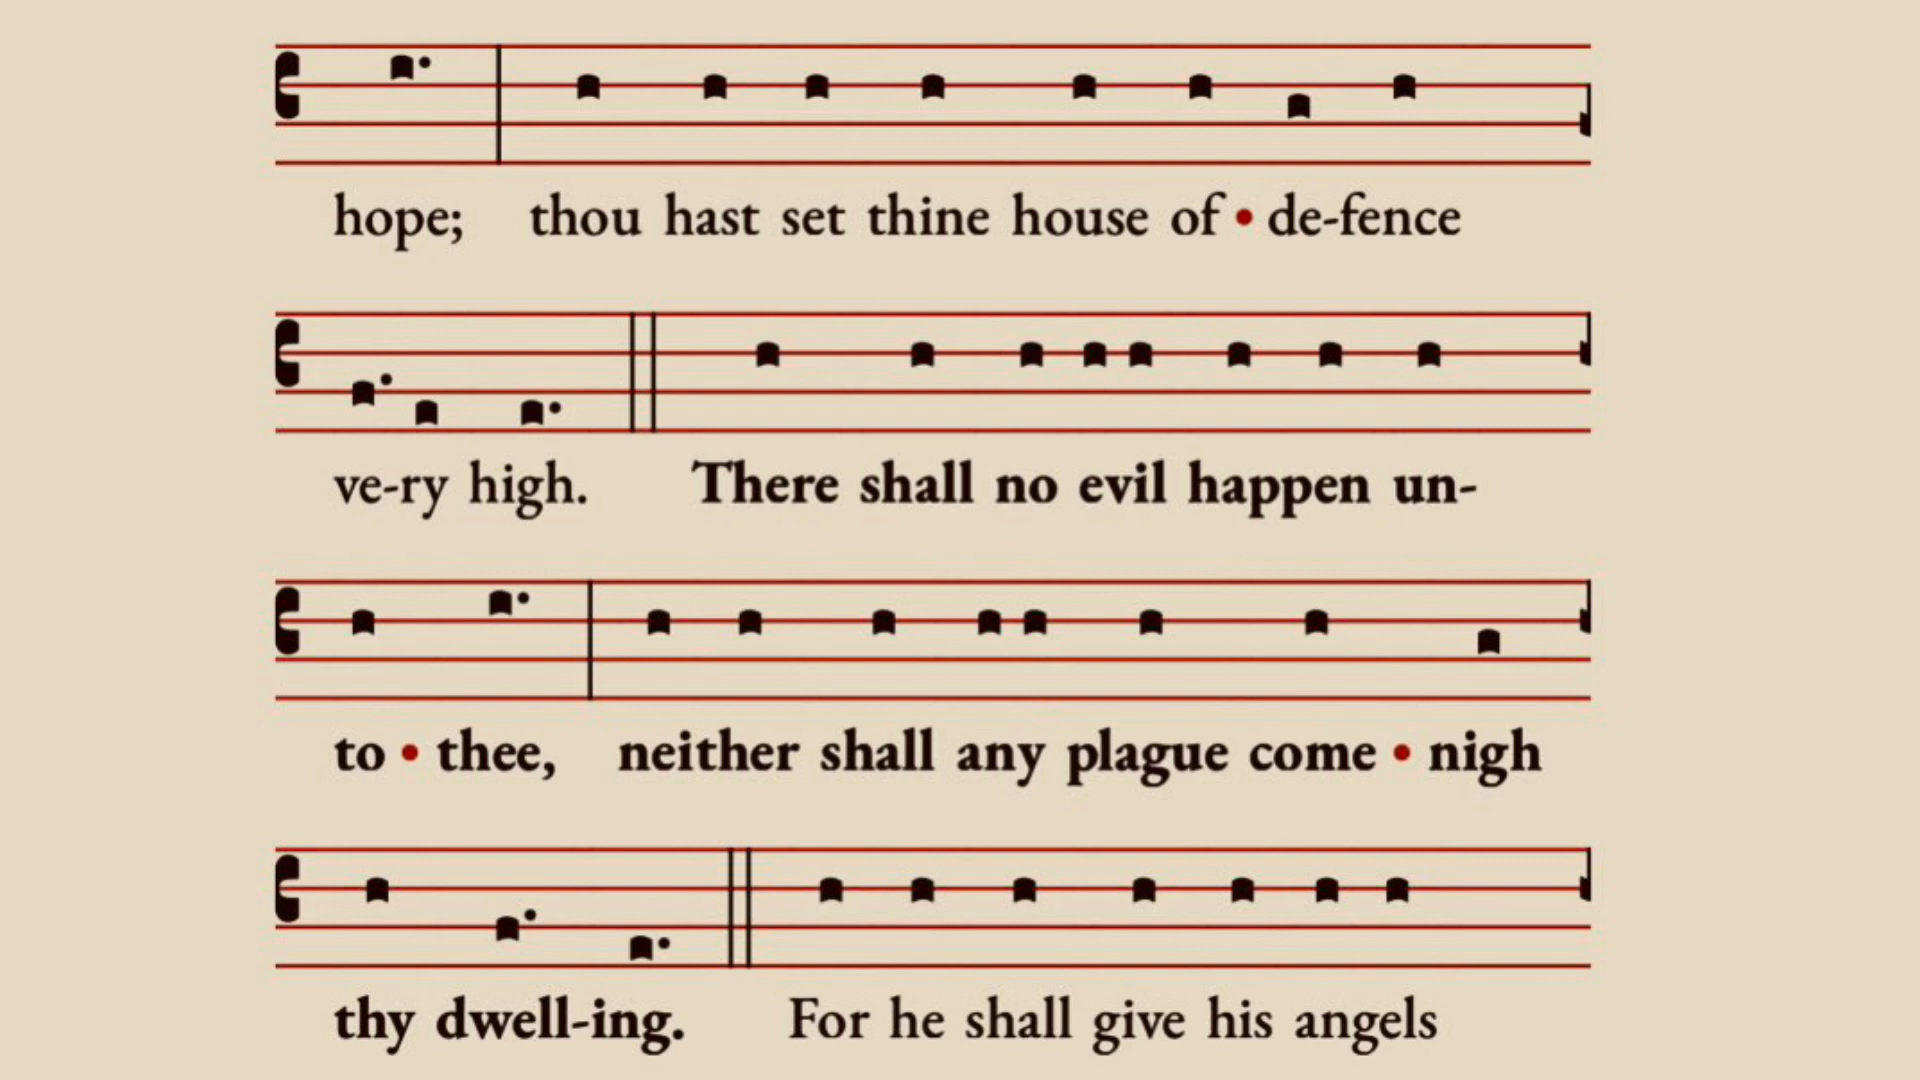 hope; thou hast set thine house of • de-fence
ve-ry high. There shall no evil happen un-
to • thee, neither shall any plague come • nigh
thy dwell-ing. For he shall give his angels